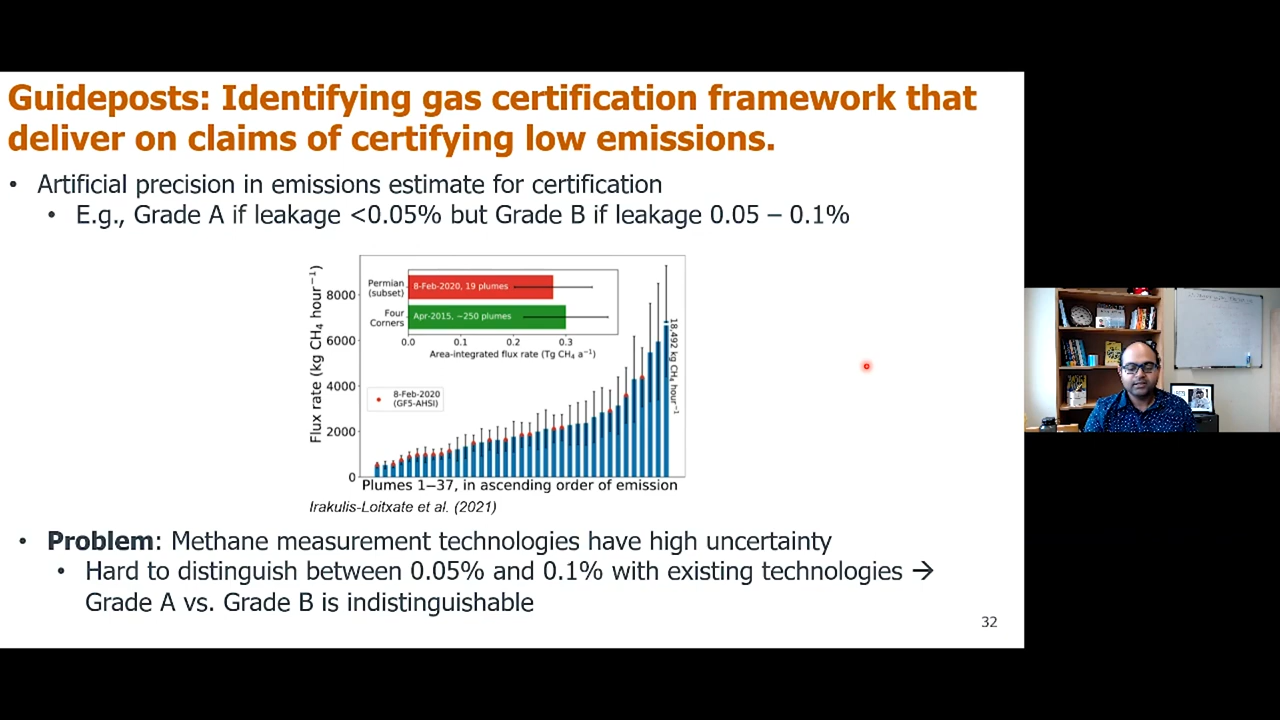 Guideposts: Identifying gas certification framework that
deliver on claims of certifying low emissions.
• Artificial precision in emissions estimate for certification
• E.g., Grade A if leakage <0.05% but Grade B if leakage 0.05 – 0.1%
Flux rate (kg CH₄ hour⁻¹)
8000
6000
4000
2000
0
Permian
(subset)
8-Feb-2020, 19 plumes
Four
Corners
Apr-2015, ~250 plumes
0.0 0.1 0.2 0.3
Area-integrated flux rate (Tg CH₄ a⁻¹)
8-Feb-2020
(GF5-AHSI)
18,492 kg CH₄ hour⁻¹
Plumes 1–37, in ascending order of emission
Irakulis-Loitxate et al. (2021)
• Problem: Methane measurement technologies have high uncertainty
• Hard to distinguish between 0.05% and 0.1% with existing technologies →
Grade A vs. Grade B is indistinguishable
32